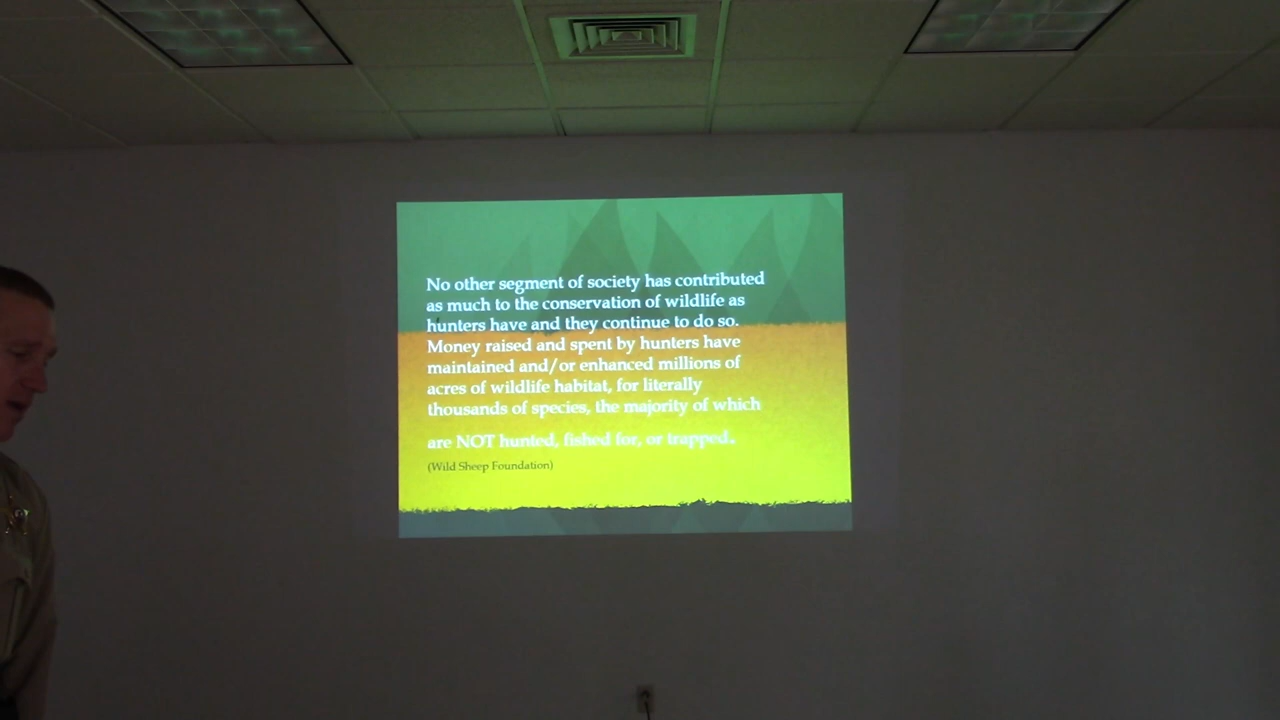 No other segment of society has contributed
as much to the conservation of wildlife as
hunters have and they continue to do so.
Money raised and spent by hunters have
maintained and/or enhanced millions of
acres of wildlife habitat, for literally
thousands of species, the majority of which
are NOT hunted, fished for, or trapped.
(Wild Sheep Foundation)